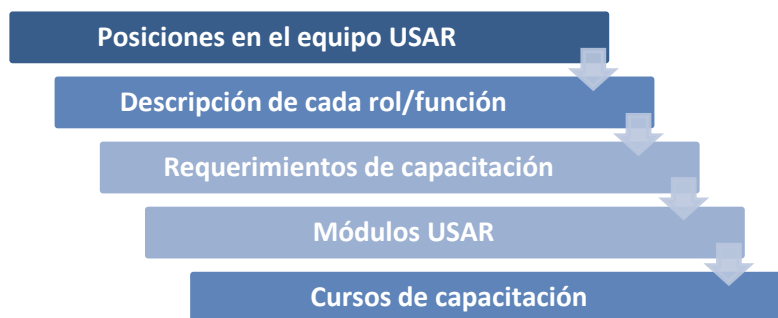 Posiciones en el equipo USAR
Descripción de cada rol/función
Requerimientos de capacitación
Módulos USAR
Cursos de capacitación